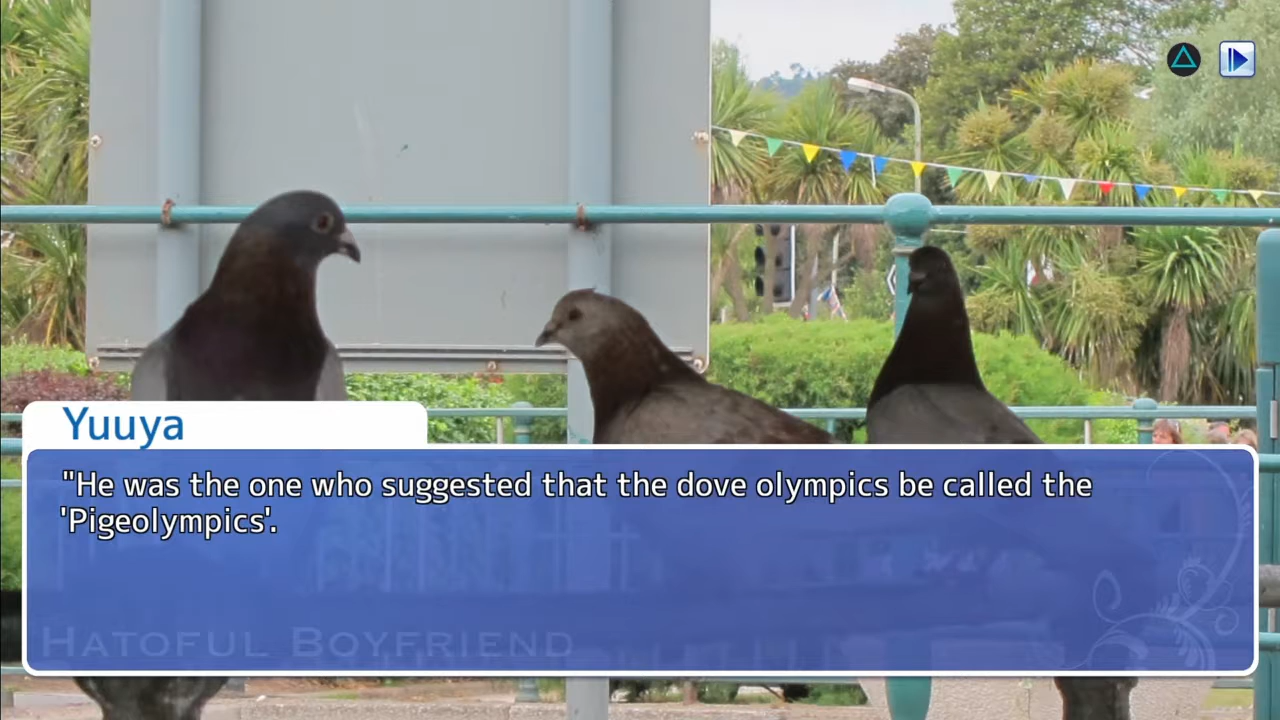 Yuuya
"He was the one who suggested that the dove olympics be called the
'Pigeolympics'.
HATOFUL BOYFRIEND